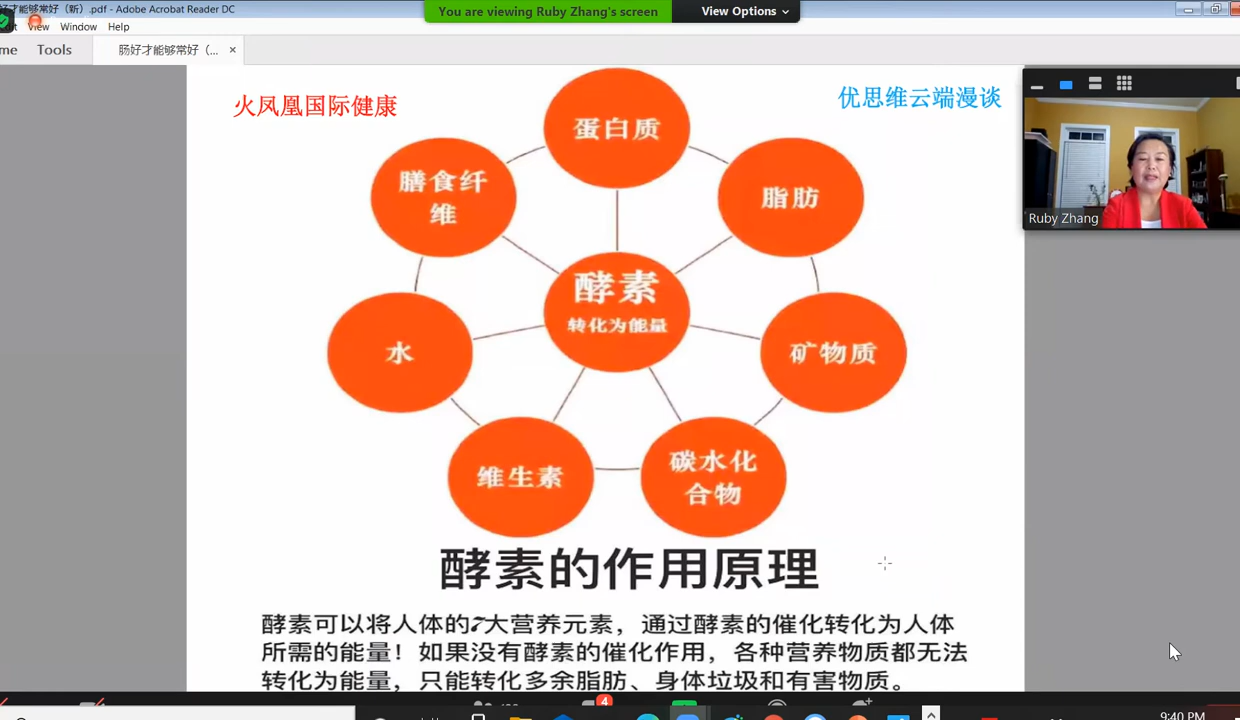 .pdf - Adobe Acrobat Reader DC
You are viewing Ruby Zhang's screen
View Options
View Window Help
Tools
肠好才能够常好（...
火凤凰国际健康
优思维云端漫谈
蛋白质
膳食纤
维
脂肪
酵素
转化为能量
水
矿物质
维生素
碳水化
合物
Ruby Zhang
酵素的作用原理
酵素可以将人体的7大营养元素，通过酵素的催化转化为人体
所需的能量！如果没有酵素的催化作用，各种营养物质都无法
转化为能量，只能转化多余脂肪、身体垃圾和有害物质。
4
9:40 PM